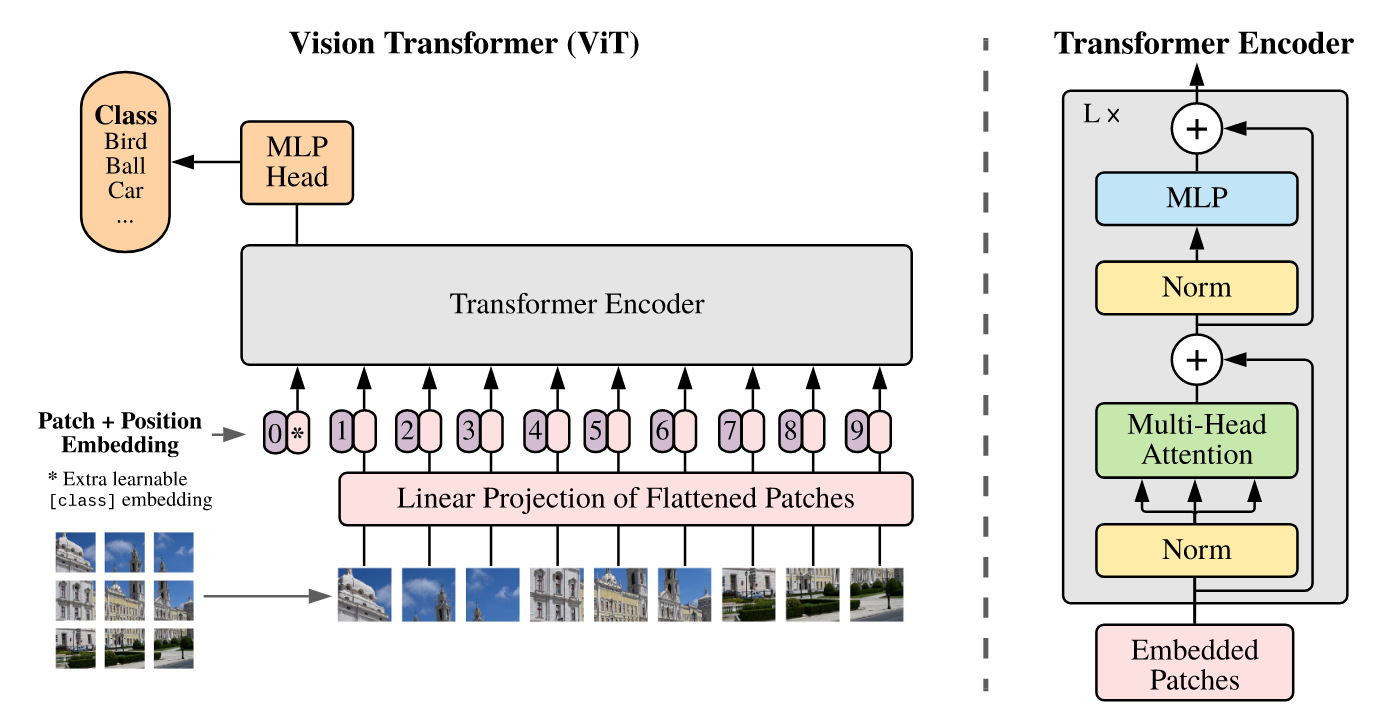 Vision Transformer (ViT)
Class
Bird
Ball
Car
...
MLP
Head
Transformer Encoder
Patch + Position
Embedding
0 * 1 2 3 4 5 6 7 8 9
* Extra learnable
[class] embedding
Linear Projection of Flattened Patches
Transformer Encoder
L ×
+
MLP
Norm
+
Multi-Head
Attention
Norm
Embedded
Patches